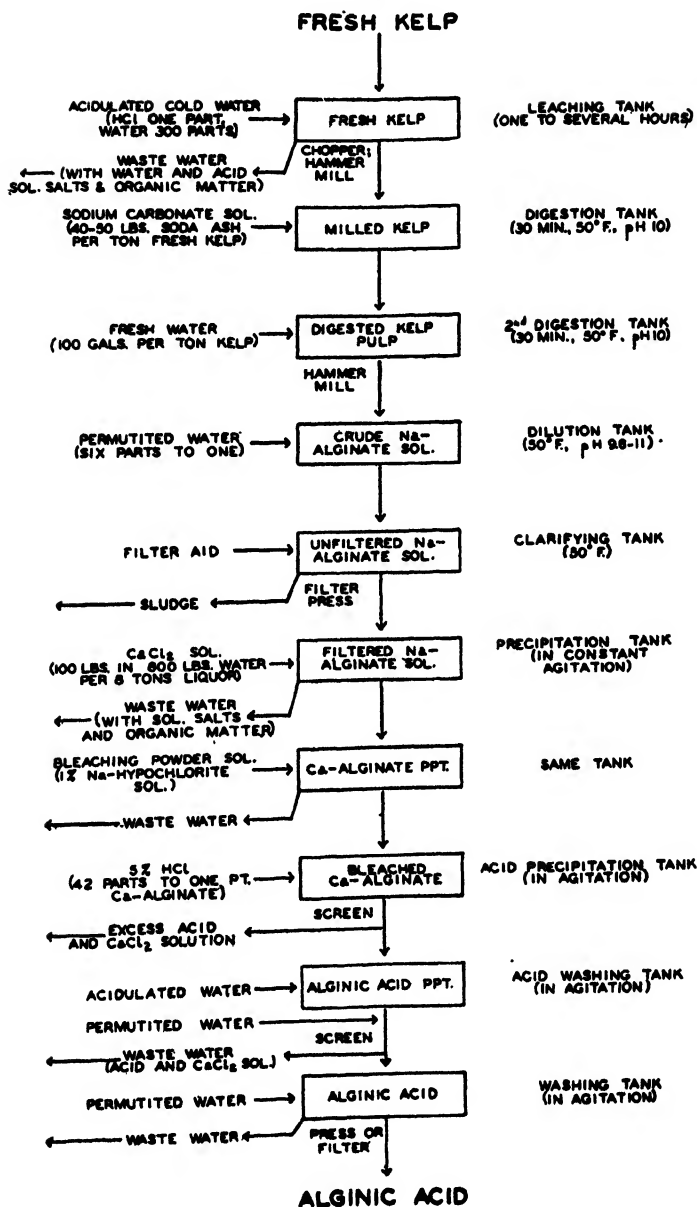 FRESH KELP
ACIDULATED COLD WATER
(HCl ONE PART,
WATER 300 PARTS)
FRESH KELP
LEACHING TANK
(ONE TO SEVERAL HOURS)
WASTE WATER
(WITH WATER AND ACID
SOL. SALTS & ORGANIC MATTER)
CHOPPER;
HAMMER
MILL
SODIUM CARBONATE SOL.
(40-50 LBS. SODA ASH
PER TON FRESH KELP)
MILLED KELP
DIGESTION TANK
(30 MIN., 50° F., pH 10)
FRESH WATER
(100 GALS. PER TON KELP)
DIGESTED KELP
PULP
2nd DIGESTION TANK
(30 MIN., 50° F., pH 10)
HAMMER
MILL
PERMUTITED WATER
(SIX PARTS TO ONE)
CRUDE Na-
ALGINATE SOL.
DILUTION TANK
(50° F., pH 9.6-11)
FILTER AID
UNFILTERED Na-
ALGINATE SOL.
CLARIFYING TANK
(50° F.)
SLUDGE
FILTER
PRESS
CaCl2 SOL.
(100 LBS. IN 800 LBS. WATER
PER 8 TONS LIQUOR)
FILTERED Na-
ALGINATE SOL.
PRECIPITATION TANK
(IN CONSTANT
AGITATION)
WASTE WATER
(WITH SOL. SALTS
AND ORGANIC MATTER)
BLEACHING POWDER SOL.
(1% Na-HYPOCHLORITE
SOL.)
Ca-ALGINATE PPT.
SAME TANK
WASTE WATER
5% HCl
(42 PARTS TO ONE PT.
Ca-ALGINATE)
BLEACHED
Ca-ALGINATE
ACID PRECIPITATION TANK
(IN AGITATION)
SCREEN
EXCESS ACID
AND CaCl2 SOLUTION
ACIDULATED WATER
ALGINIC ACID PPT.
ACID WASHING TANK
(IN AGITATION)
PERMUTITED WATER
SCREEN
WASTE WATER
(ACID AND CaCl2 SOL.)
PERMUTITED WATER
ALGINIC ACID
WASHING TANK
(IN AGITATION)
WASTE WATER
PRESS OR
FILTER
ALGINIC ACID